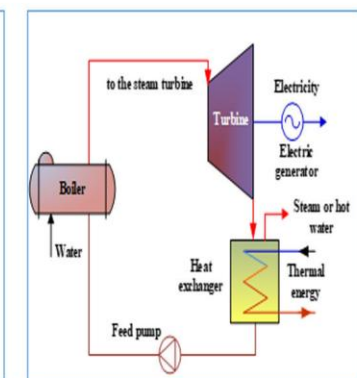 to the steam turbine
Turbine
Electricity
Electric
generator
Boiler
Water
Steam or hot
water
Heat
exrhanger
Thermal
energy
Feed pump